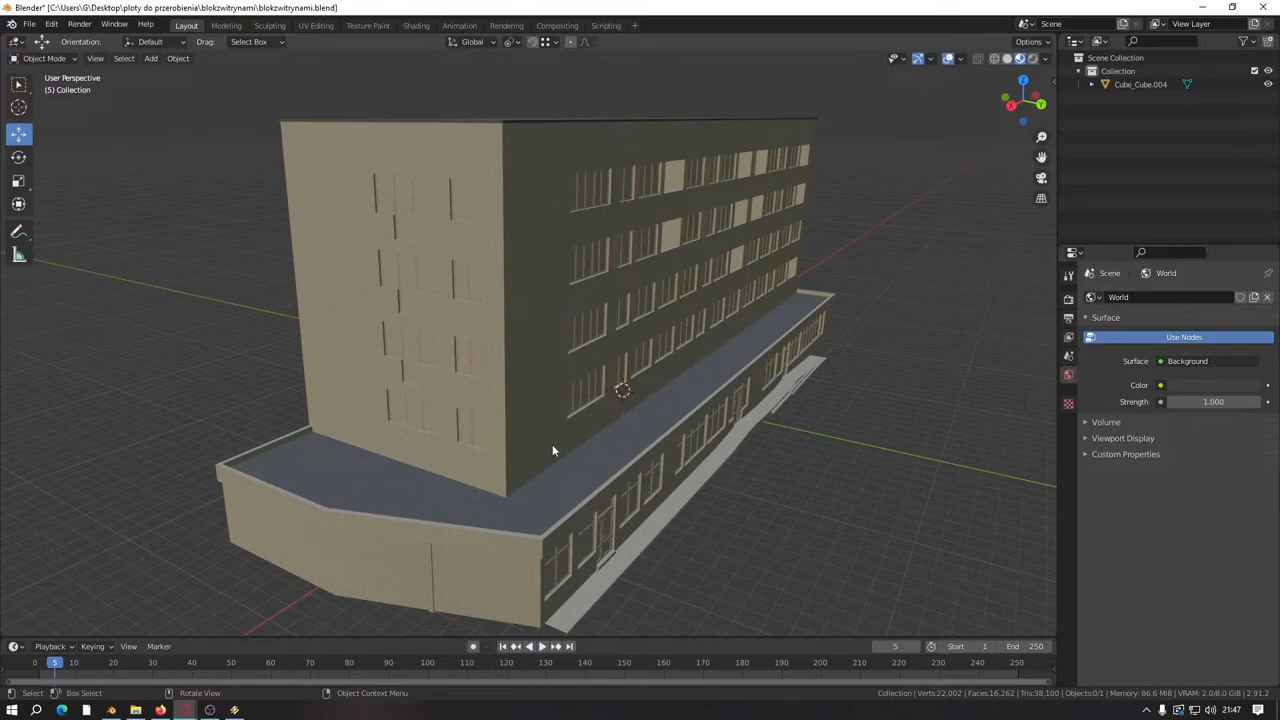 Blender* [C:\Users\G\Desktop\ploty do przerobienia\blokzwitrynami\blokzwitrynami.blend]
File Edit Render Window Help Layout Modeling Sculpting UV Editing Texture Paint Shading Animation Rendering Compositing Scripting + Scene View Layer
Orientation: Default Drag: Select Box Global Options
Object Mode View Select Add Object
User Perspective
(5) Collection
Z
X
Y
Scene Collection
Collection
Cube_Cube.004
Scene World
World
Surface
Use Nodes
Surface Background
Color
Strength 1.000
Volume
Viewport Display
Custom Properties
Playback Keying View Marker 5 Start 1 End 250
0 5 10 20 30 40 50 60 70 80 90 100 110 120 130 140 150 160 170 180 190 200 210 220 230 240 250
Select Box Select Rotate View Object Context Menu Collection | Verts:22,002 | Faces:16,262 | Tris:38,100 | Objects:0/1 | Memory: 86.6 MiB | VRAM: 2.0/8.0 GiB | 2.91.2
21:47